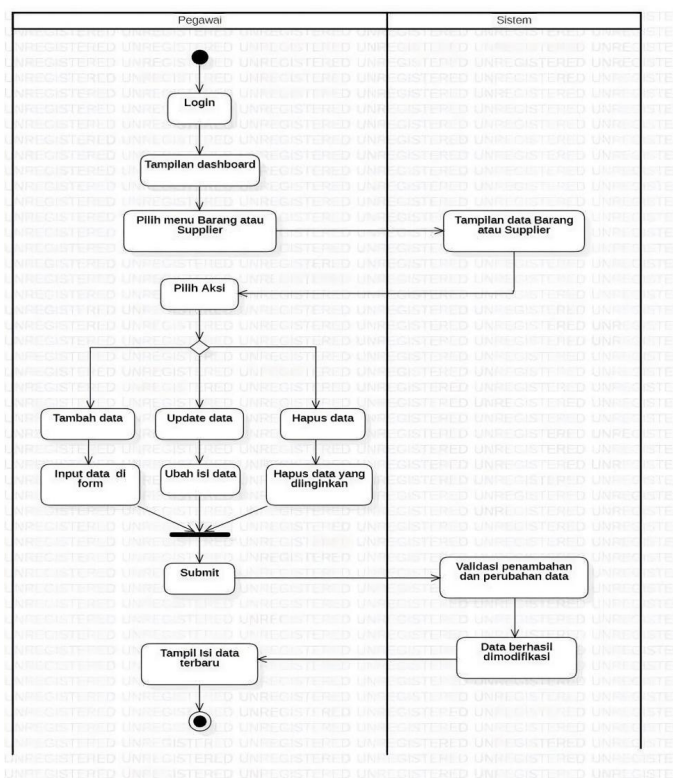 Pegawai
Sistem
Login
Tampilan dashboard
Pilih menu Barang atau
Supplier
Tampilan data Barang
atau Supplier
Pilih Aksi
Tambah data
Update data
Hapus data
Input data di
form
Ubah isi data
Hapus data yang
diinginkan
Submit
Validasi penambahan
dan perubahan data
Data berhasil
dimodifikasi
Tampil Isi data
terbaru